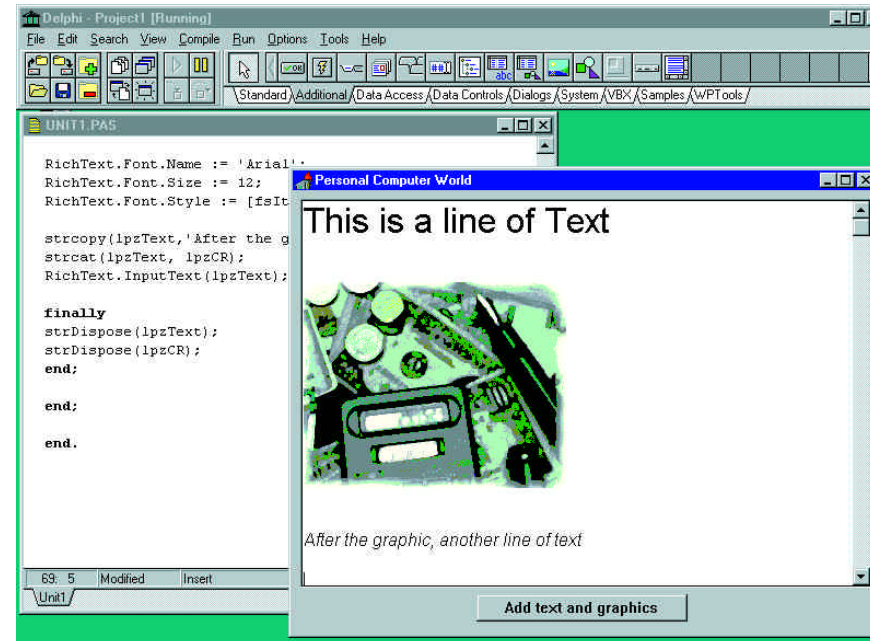 Delphi - Project1 [Running]
File Edit Search View Compile Run Options Tools Help
OK
abc
Standard Additional Data Access Data Controls Dialogs System VBX Samples WPTools
UNIT1.PAS
RichText.Font.Name := 'Arial';
RichText.Font.Size := 12;
RichText.Font.Style := [fsIt
strcopy(lpzText,'After the g
strcat(lpzText, lpzCR);
RichText.InputText(lpzText);
finally
strDispose(lpzText);
strDispose(lpzCR);
end;
end;
end.
69: 5 Modified Insert
Unit1
Personal Computer World
This is a line of Text
After the graphic, another line of text
Add text and graphics